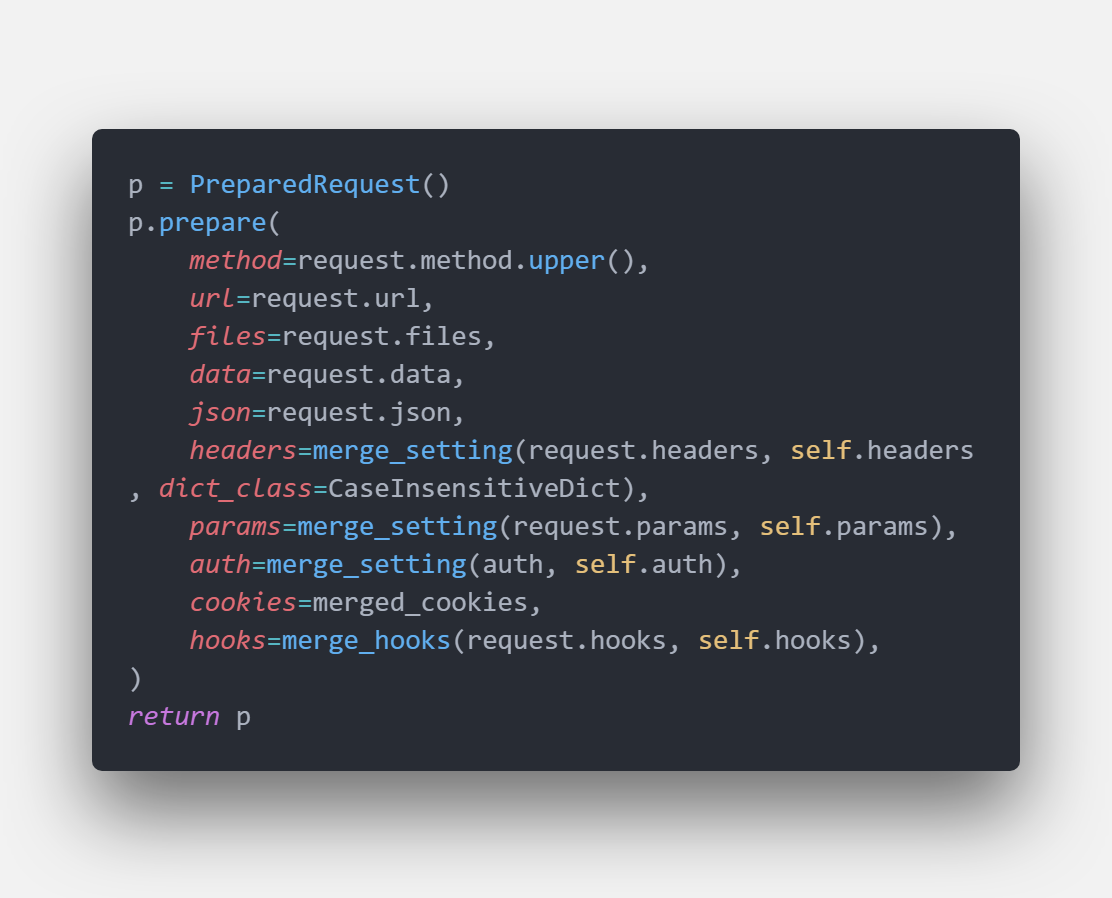 p = PreparedRequest()
p.prepare(
    method=request.method.upper(),
    url=request.url,
    files=request.files,
    data=request.data,
    json=request.json,
    headers=merge_setting(request.headers, self.headers
, dict_class=CaseInsensitiveDict),
    params=merge_setting(request.params, self.params),
    auth=merge_setting(auth, self.auth),
    cookies=merged_cookies,
    hooks=merge_hooks(request.hooks, self.hooks),
)
return p